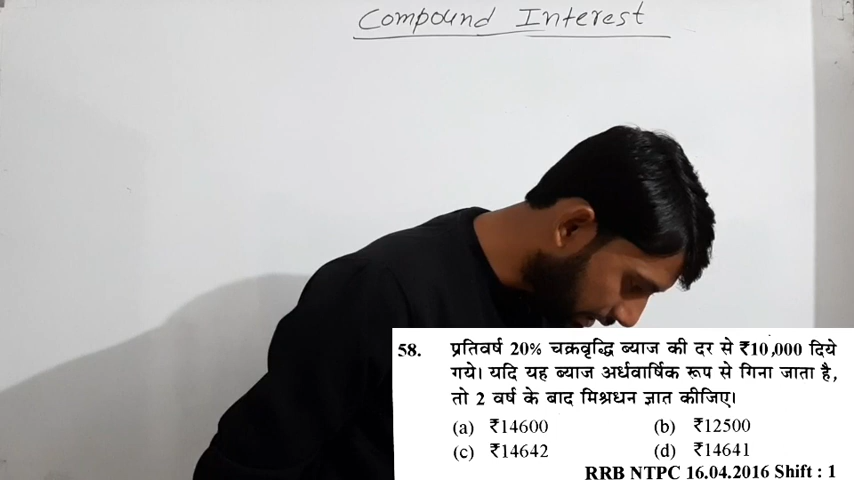 Compound Interest
58. प्रतिवर्ष 20% चक्रवृद्धि ब्याज की दर से ₹10,000 दिये
गये। यदि यह ब्याज अर्धवार्षिक रूप से गिना जाता है,
तो 2 वर्ष के बाद मिश्रधन ज्ञात कीजिए।
(a) ₹14600 (b) ₹12500
(c) ₹14642 (d) ₹14641
RRB NTPC 16.04.2016 Shift : 1